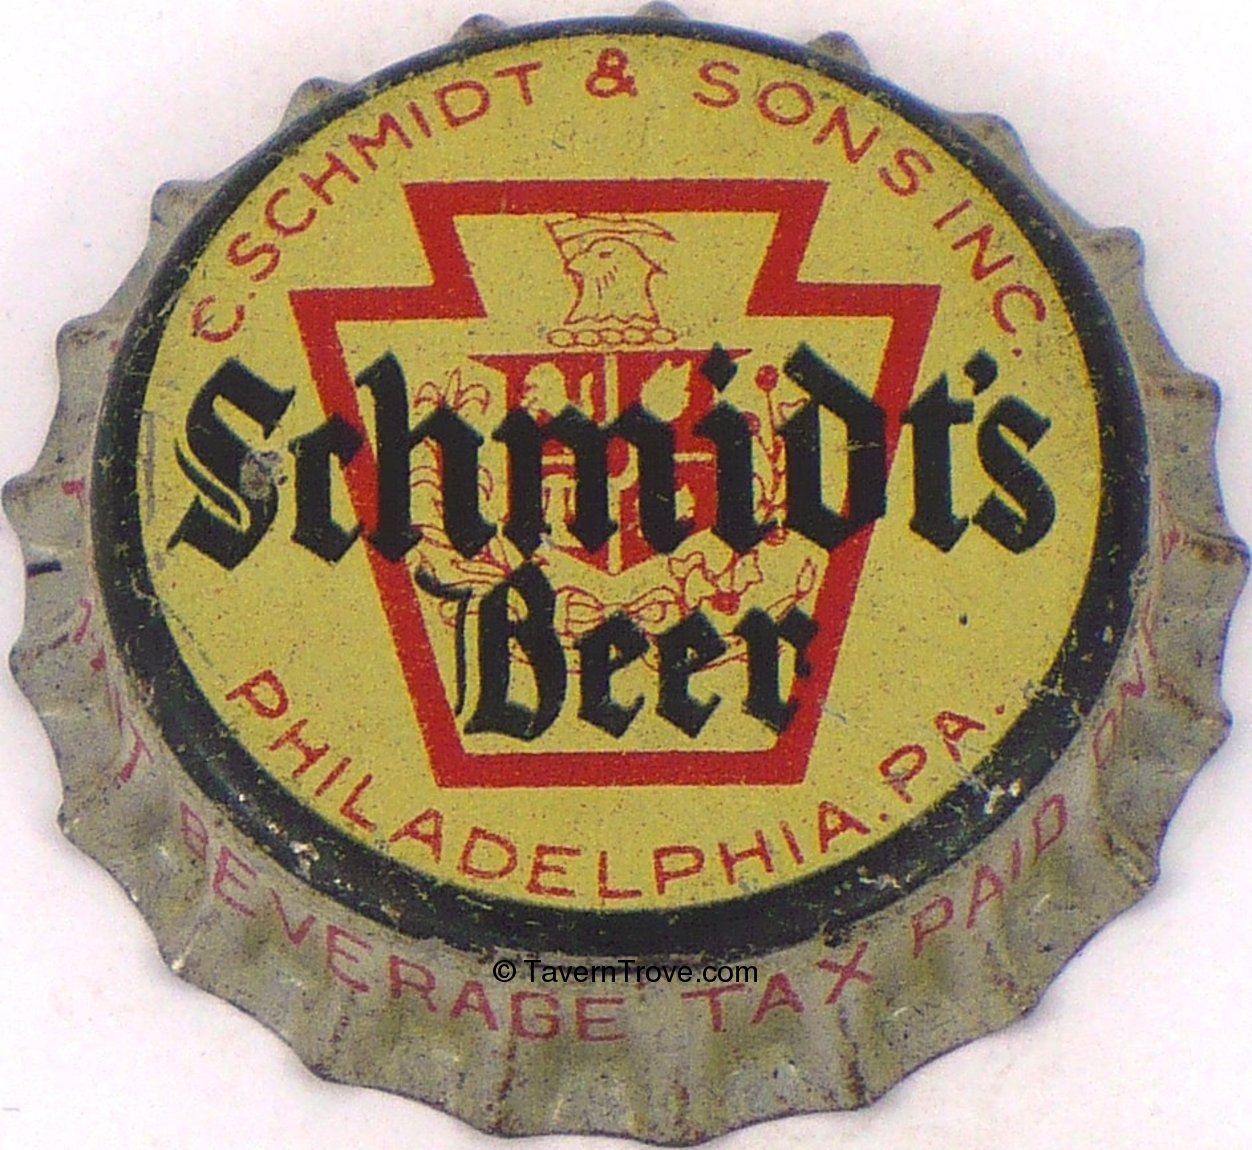 C. SCHMIDT & SONS INC.
Schmidt's
Beer
PHILADELPHIA, PA.
BEVERAGE TAX PAID
© TavernTrove.com